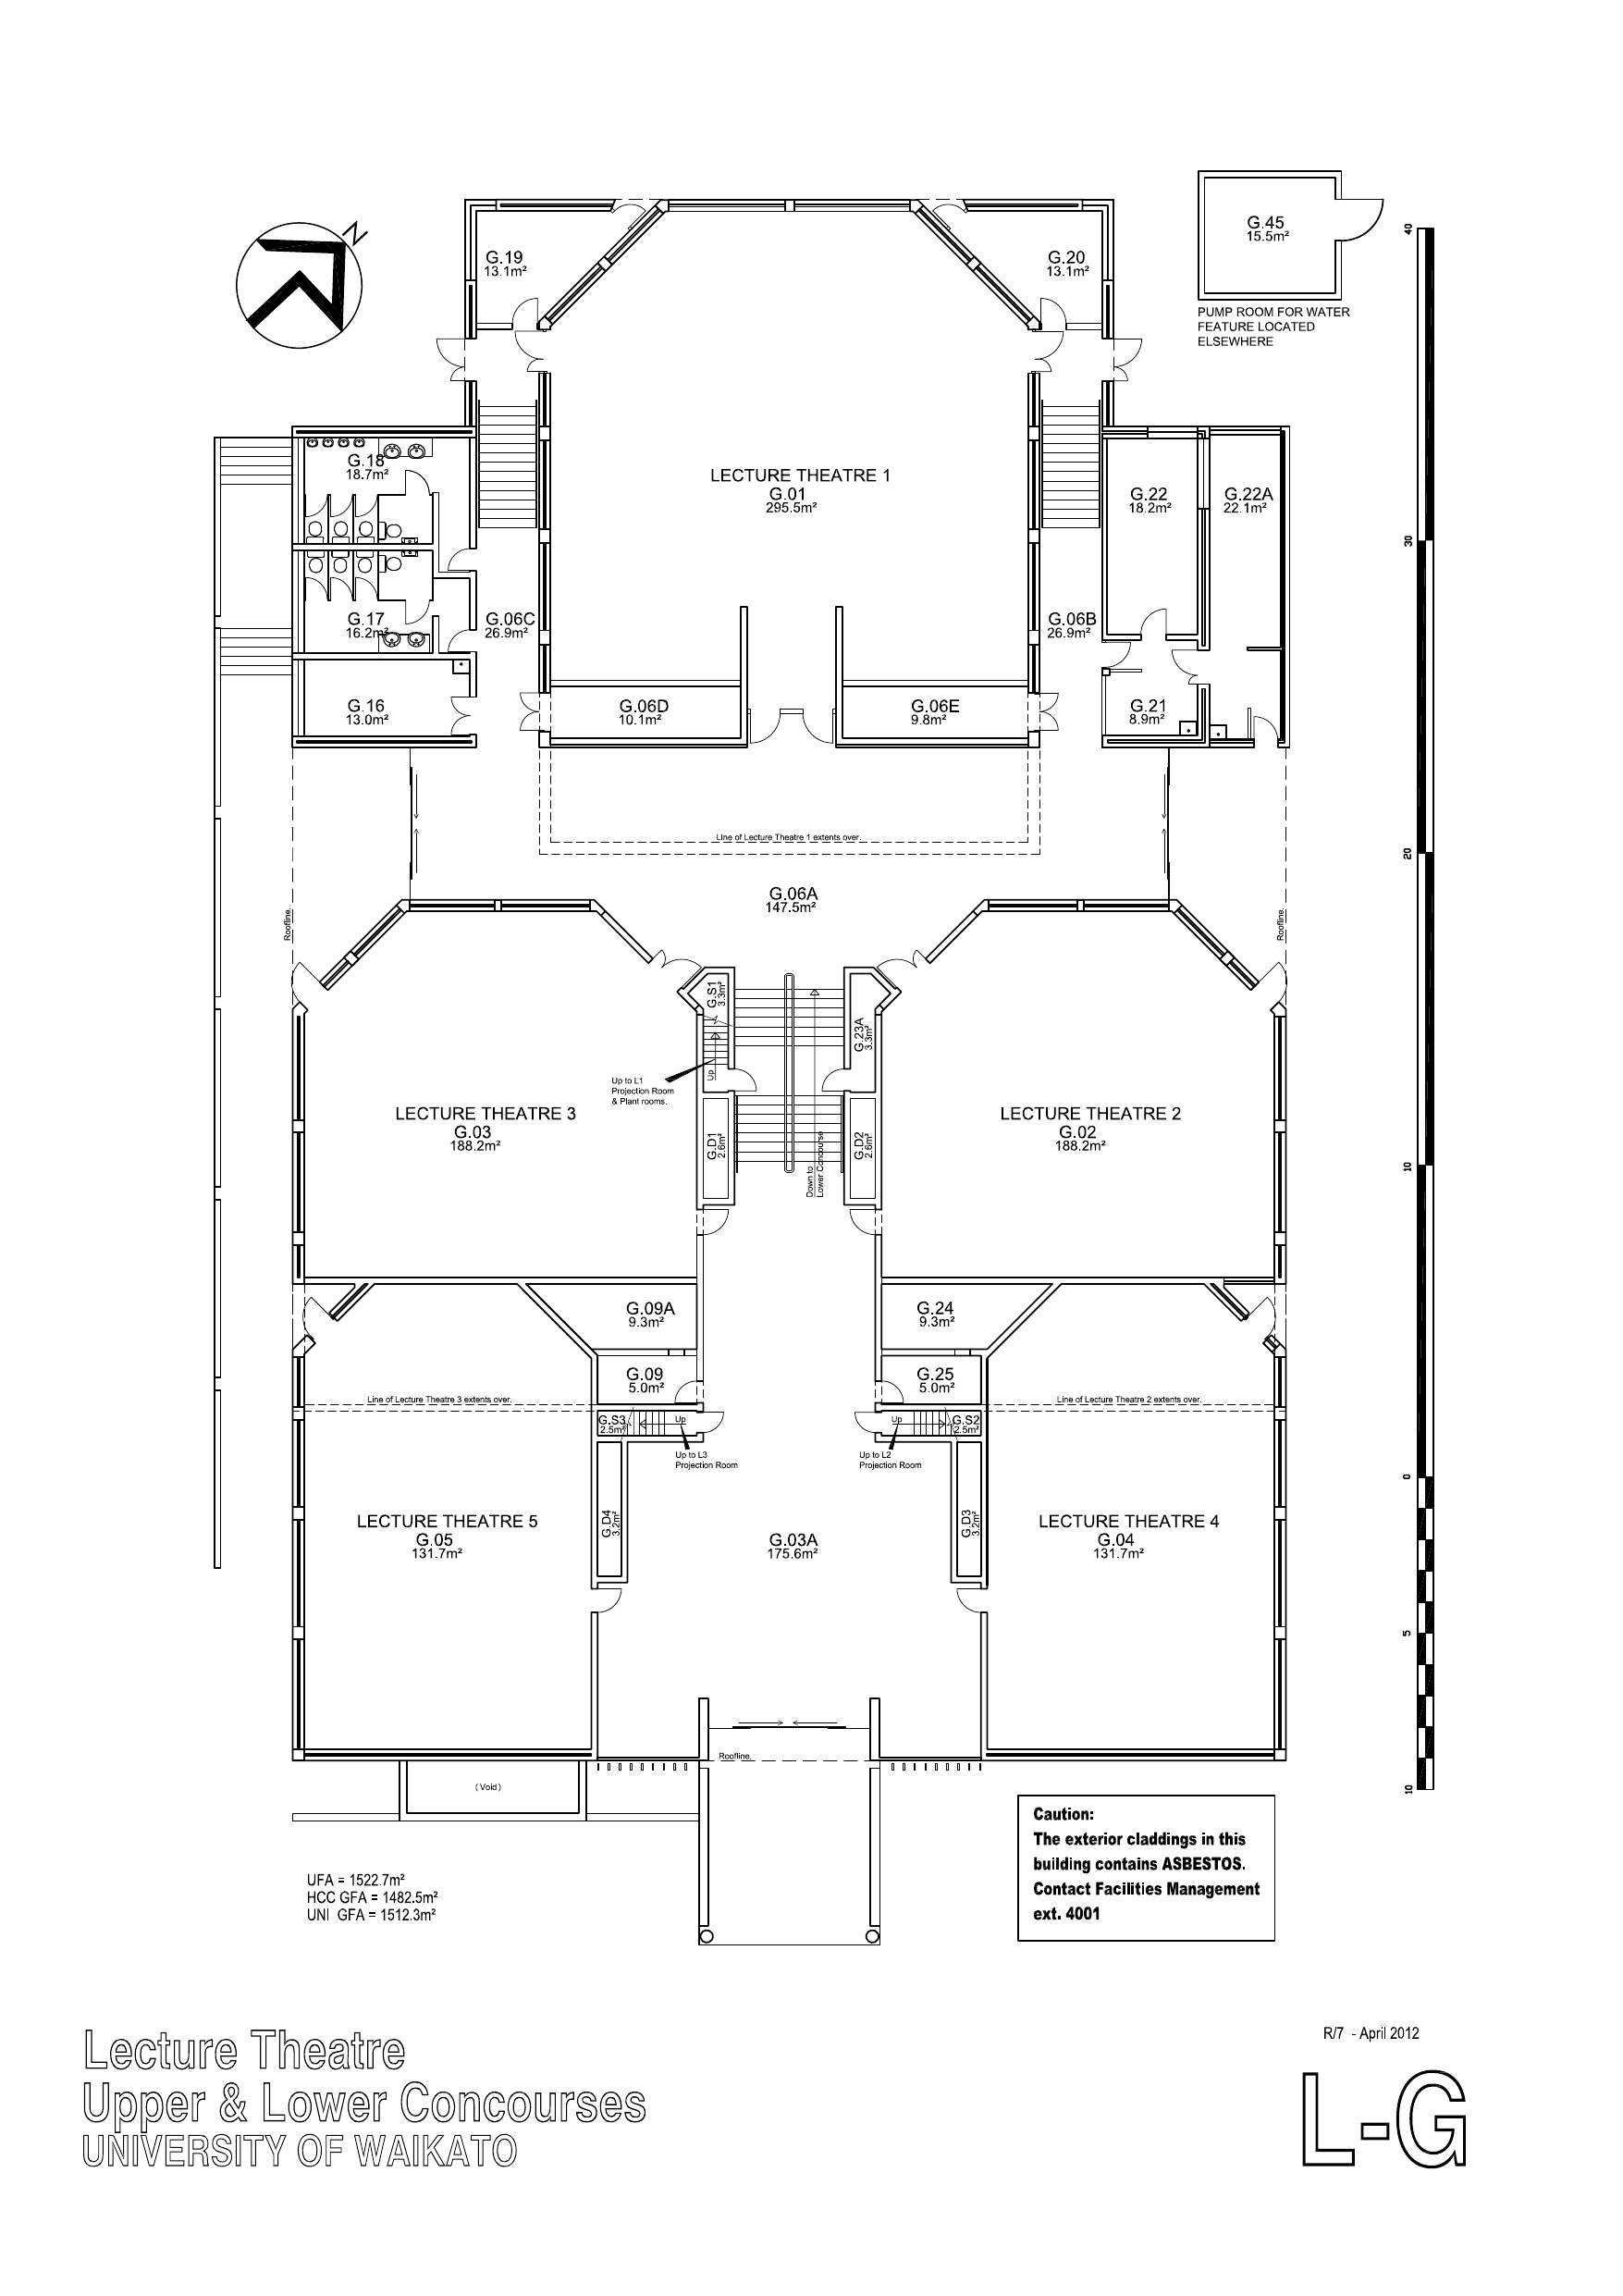 N
G.19
13.1m²
G.20
13.1m²
G.45
15.5m²
PUMP ROOM FOR WATER
FEATURE LOCATED
ELSEWHERE
40
G.18
18.7m²
LECTURE THEATRE 1
G.01
295.5m²
G.22
18.2m²
G.22A
22.1m²
30
G.17
16.2m²
G.06C
26.9m²
G.06B
26.9m²
G.16
13.0m²
G.06D
10.1m²
G.06E
9.8m²
G.21
8.9m²
Line of Lecture Theatre 1 extents over.
20
G.06A
147.5m²
Roofline.
Roofline.
G.S1
3.3m²
G.23A
3.3m²
Up
Up to L1
Projection Room
& Plant rooms.
LECTURE THEATRE 3
G.03
188.2m²
LECTURE THEATRE 2
G.02
188.2m²
G.D1
2.6m²
G.D2
2.6m²
Down to
Lower Concourse
10
G.09A
9.3m²
G.24
9.3m²
G.09
5.0m²
G.25
5.0m²
Line of Lecture Theatre 3 extents over.
Line of Lecture Theatre 2 extents over.
G.S3
2.5m²
Up
Up
G.S2
2.5m²
Up to L3
Projection Room
Up to L2
Projection Room
0
LECTURE THEATRE 5
G.05
131.7m²
G.D4
3.2m²
G.03A
175.6m²
G.D3
3.2m²
LECTURE THEATRE 4
G.04
131.7m²
5
Roofline.
( Void )
10
Caution:
The exterior claddings in this
building contains ASBESTOS.
Contact Facilities Management
ext. 4001
UFA = 1522.7m²
HCC GFA = 1482.5m²
UNI GFA = 1512.3m²
Lecture Theatre
Upper & Lower Concourses
UNIVERSITY OF WAIKATO
R/7 - April 2012
L-G